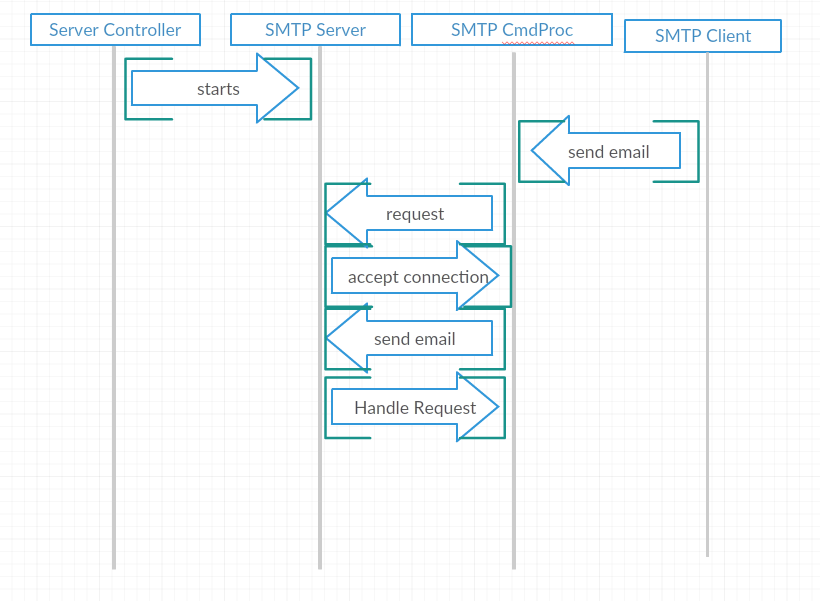 Server Controller
SMTP Server
SMTP CmdProc
SMTP Client
starts
send email
request
accept connection
send email
Handle Request